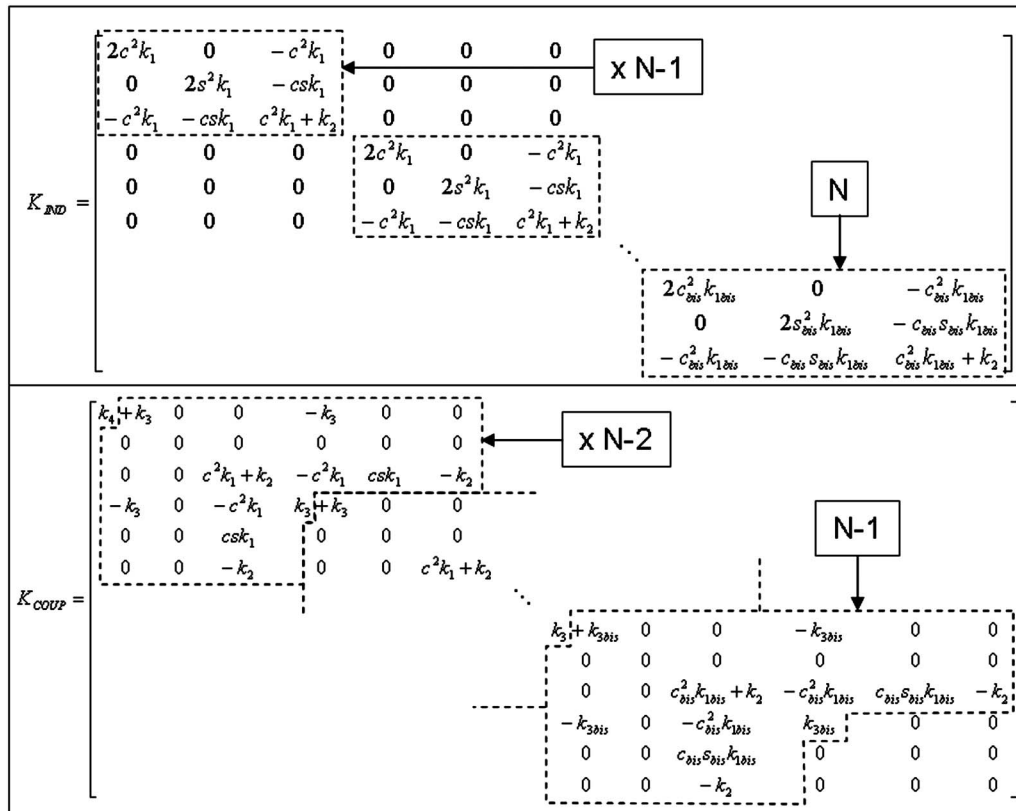 2c²k₁ 0 −c²k₁ 0 0 0
x N-1
0 2s²k₁ −csk₁ 0 0 0
−c²k₁ −csk₁ c²k₁ + k₂ 0 0 0
0 0 0 2c²k₁ 0 −c²k₁
K_IND =
0 0 0 0 2s²k₁ −csk₁
N
0 0 0 −c²k₁ −csk₁ c²k₁ + k₂
⋱
2c²_bis k_1bis 0 −c²_bis k_1bis
0 2s²_bis k_1bis −c_bis s_bis k_1bis
−c²_bis k_1bis −c_bis s_bis k_1bis c²_bis k_1bis + k₂
k₄ + k₃ 0 0 −k₃ 0 0
x N-2
0 0 0 0 0 0
0 0 c²k₁ + k₂ −c²k₁ csk₁ −k₂
−k₃ 0 −c²k₁ k₃ + k₃ 0 0
N-1
0 0 csk₁ 0 0 0
0 0 −k₂ 0 0 c²k₁ + k₂
K_COUP =
⋱
k₃ + k_3bis 0 0 −k_3bis 0 0
0 0 0 0 0 0
0 0 c²_bis k_1bis + k₂ −c²_bis k_1bis c_bis s_bis k_1bis −k₂
−k_3bis 0 −c²_bis k_1bis k_3bis 0 0
0 0 c_bis s_bis k_1bis 0 0 0
0 0 −k₂ 0 0 0